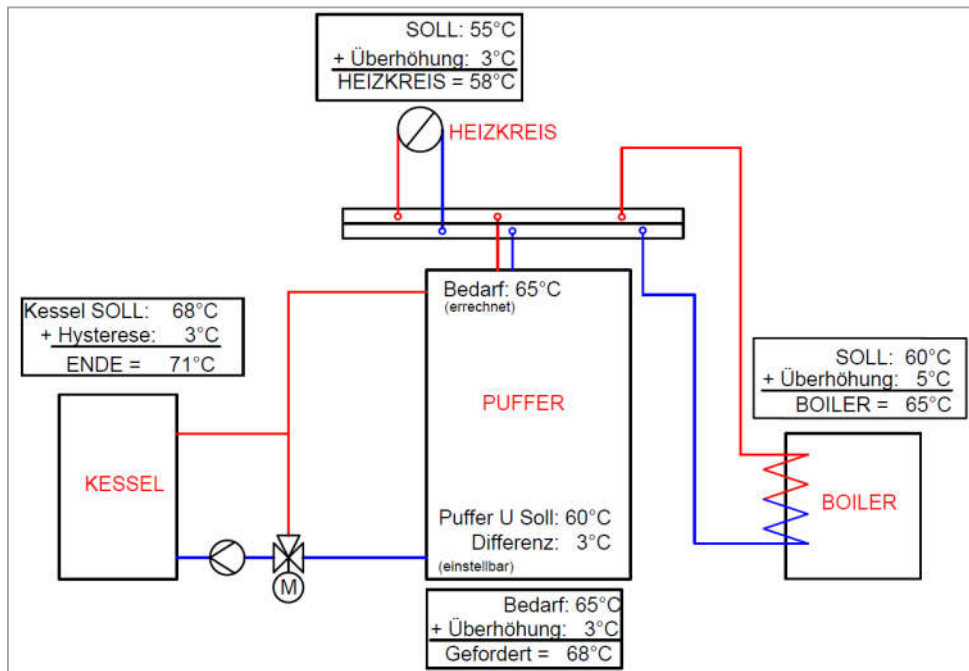 SOLL: 55°C
+ Überhöhung: 3°C
HEIZKREIS = 58°C
HEIZKREIS
Kessel SOLL: 68°C
+ Hysterese: 3°C
ENDE = 71°C
KESSEL
M
Bedarf: 65°C
(errechnet)
PUFFER
Puffer U Soll: 60°C
Differenz: 3°C
(einstellbar)
Bedarf: 65°C
+ Überhöhung: 3°C
Gefordert = 68°C
SOLL: 60°C
+ Überhöhung: 5°C
BOILER = 65°C
BOILER